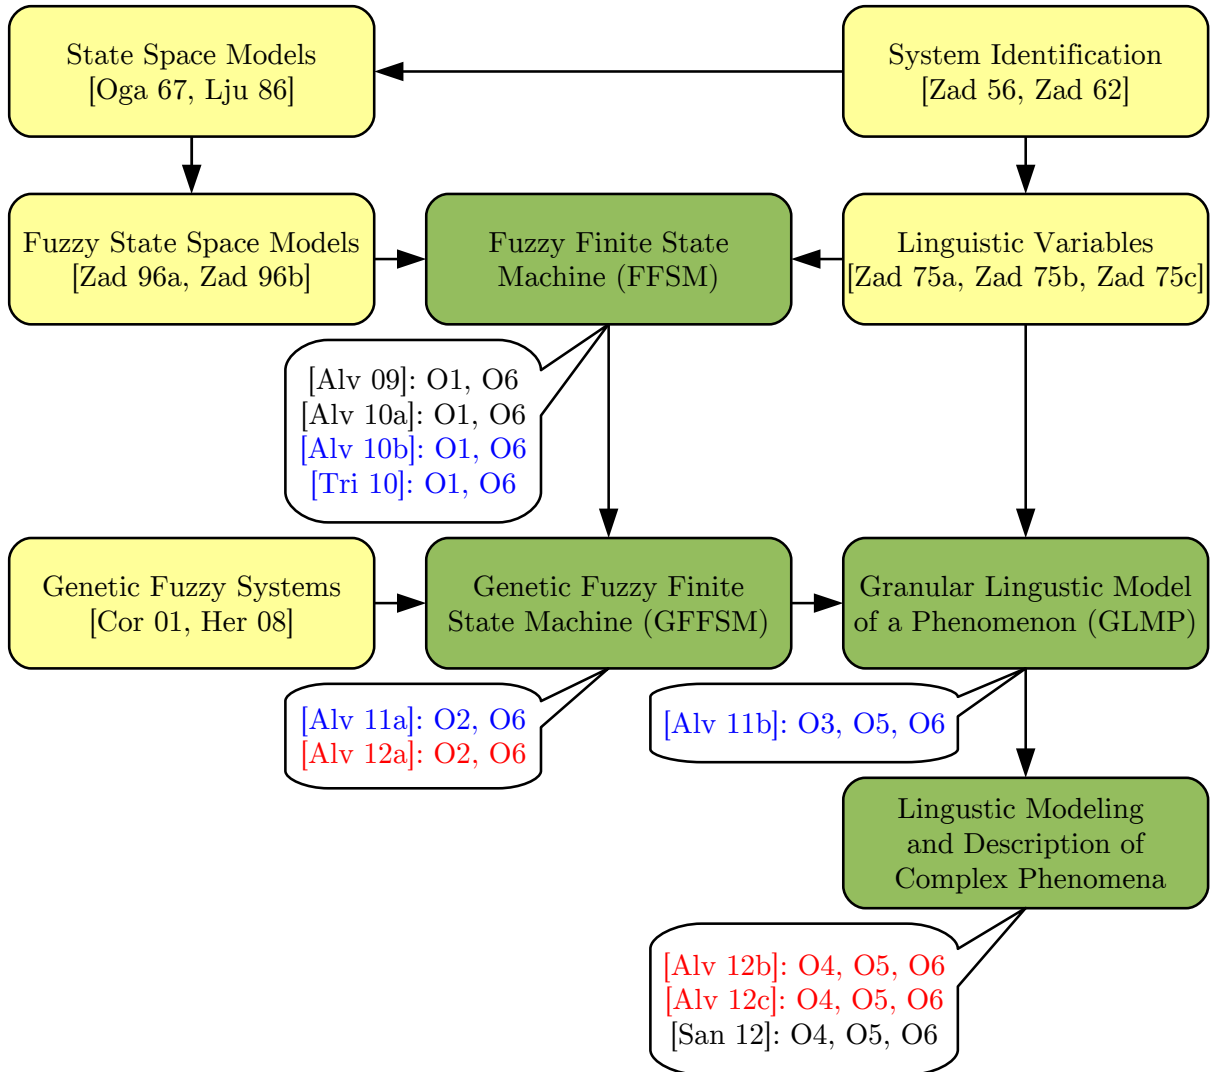 State Space Models
[Oga 67, Lju 86]
System Identification
[Zad 56, Zad 62]
Fuzzy State Space Models
[Zad 96a, Zad 96b]
Fuzzy Finite State
Machine (FFSM)
Linguistic Variables
[Zad 75a, Zad 75b, Zad 75c]
[Alv 09]: O1, O6
[Alv 10a]: O1, O6
[Alv 10b]: O1, O6
[Tri 10]: O1, O6
Genetic Fuzzy Systems
[Cor 01, Her 08]
Genetic Fuzzy Finite
State Machine (GFFSM)
Granular Lingustic Model
of a Phenomenon (GLMP)
[Alv 11a]: O2, O6
[Alv 12a]: O2, O6
[Alv 11b]: O3, O5, O6
Lingustic Modeling
and Description of
Complex Phenomena
[Alv 12b]: O4, O5, O6
[Alv 12c]: O4, O5, O6
[San 12]: O4, O5, O6